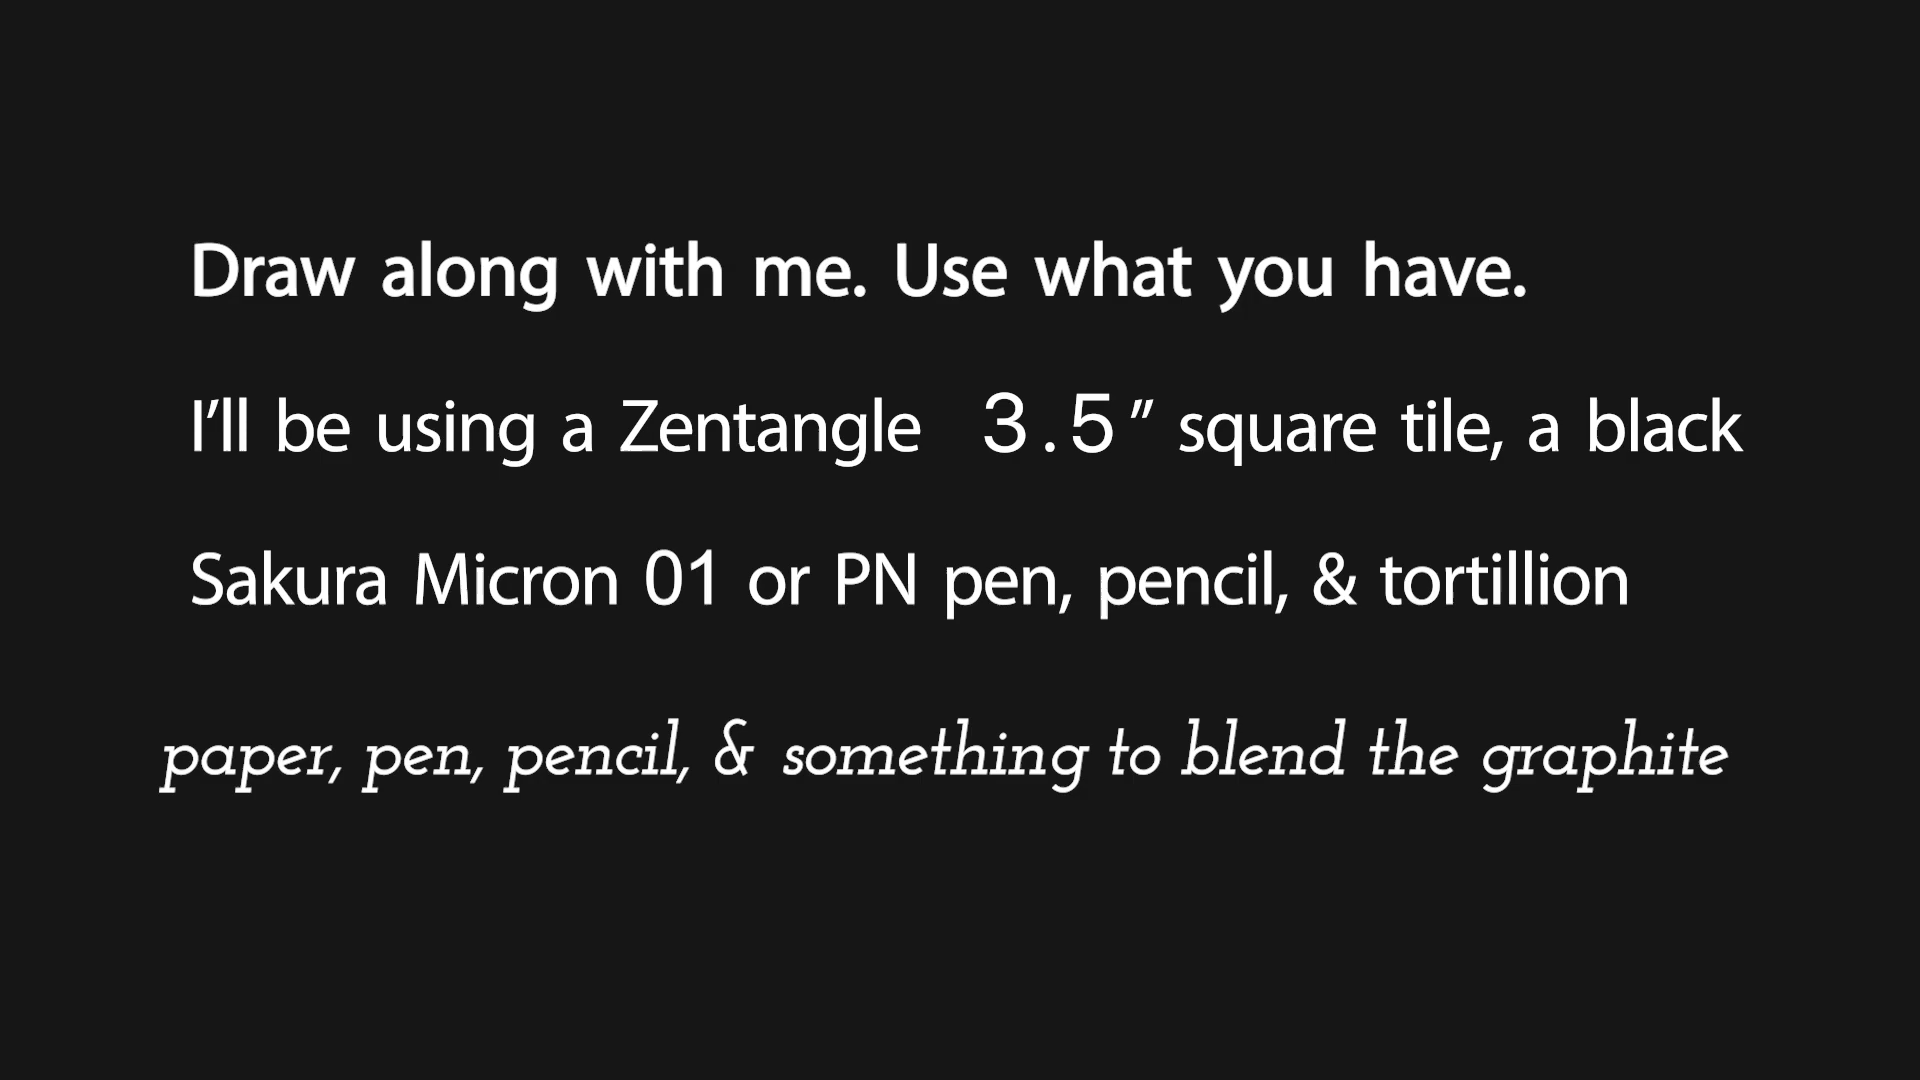 Draw along with me. Use what you have.
I’ll be using a Zentangle 3.5” square tile, a black
Sakura Micron 01 or PN pen, pencil, & tortillion
paper, pen, pencil, & something to blend the graphite